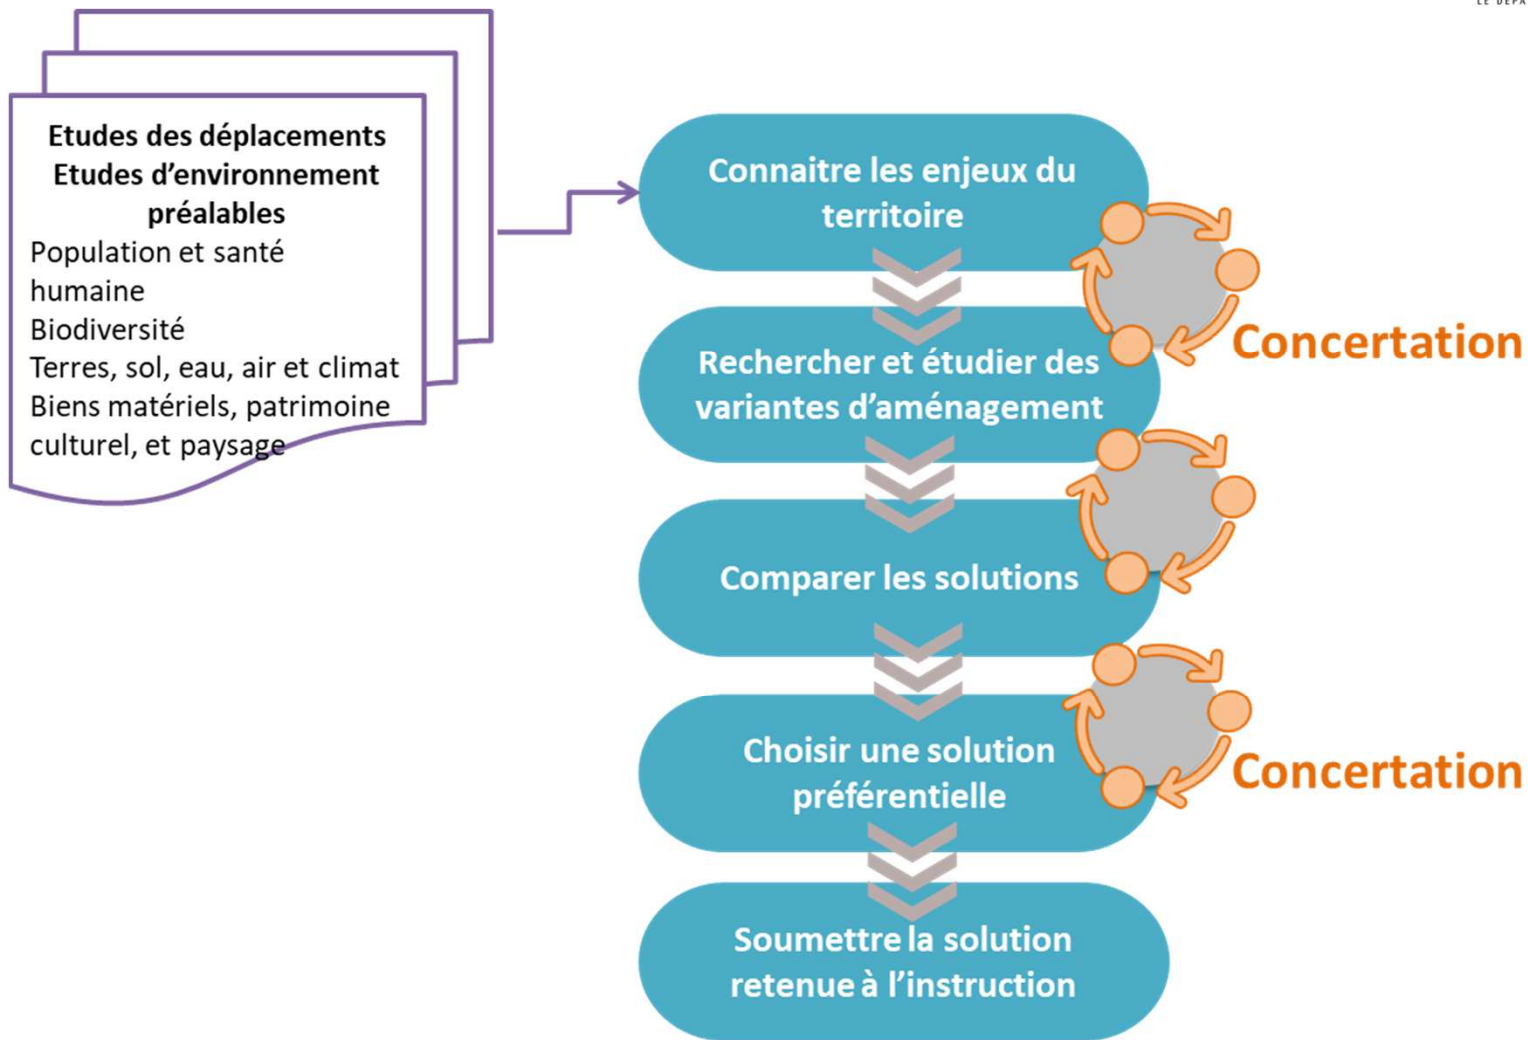 LE DÉPA
Etudes des déplacements
Etudes d’environnement
préalables
Population et santé
humaine
Biodiversité
Terres, sol, eau, air et climat
Biens matériels, patrimoine
culturel, et paysage
Connaitre les enjeux du
territoire
Concertation
Rechercher et étudier des
variantes d’aménagement
Comparer les solutions
Choisir une solution
préférentielle
Concertation
Soumettre la solution
retenue à l’instruction